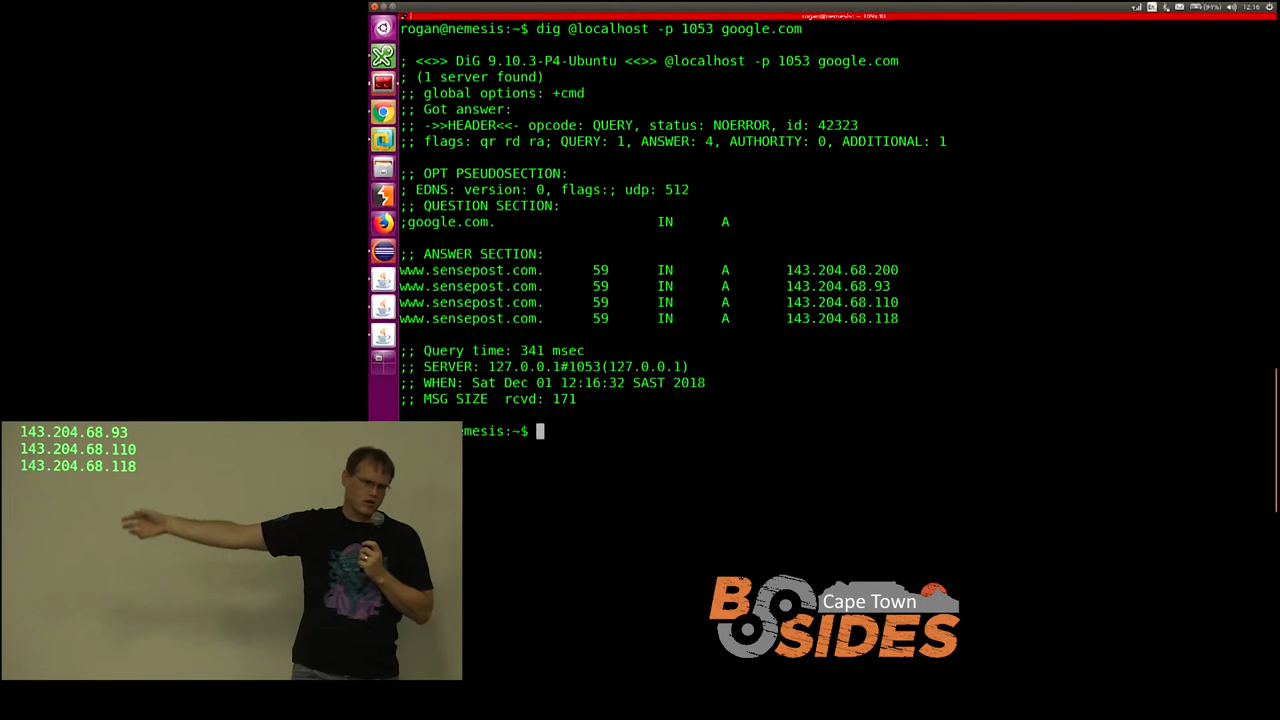 (94%) 12:16
rogan@nemesis:~$ dig @localhost -p 1053 google.com
; <<>> DiG 9.10.3-P4-Ubuntu <<>> @localhost -p 1053 google.com
; (1 server found)
;; global options: +cmd
;; Got answer:
;; ->>HEADER<<- opcode: QUERY, status: NOERROR, id: 42323
;; flags: qr rd ra; QUERY: 1, ANSWER: 4, AUTHORITY: 0, ADDITIONAL: 1
;; OPT PSEUDOSECTION:
; EDNS: version: 0, flags:; udp: 512
;; QUESTION SECTION:
;google.com. IN A
;; ANSWER SECTION:
www.sensepost.com. 59 IN A 143.204.68.200
www.sensepost.com. 59 IN A 143.204.68.93
www.sensepost.com. 59 IN A 143.204.68.110
www.sensepost.com. 59 IN A 143.204.68.118
;; Query time: 341 msec
;; SERVER: 127.0.0.1#1053(127.0.0.1)
;; WHEN: Sat Dec 01 12:16:32 SAST 2018
;; MSG SIZE rcvd: 171
emesis:~$
143.204.68.93
143.204.68.110
143.204.68.118
BSIDES
Cape Town